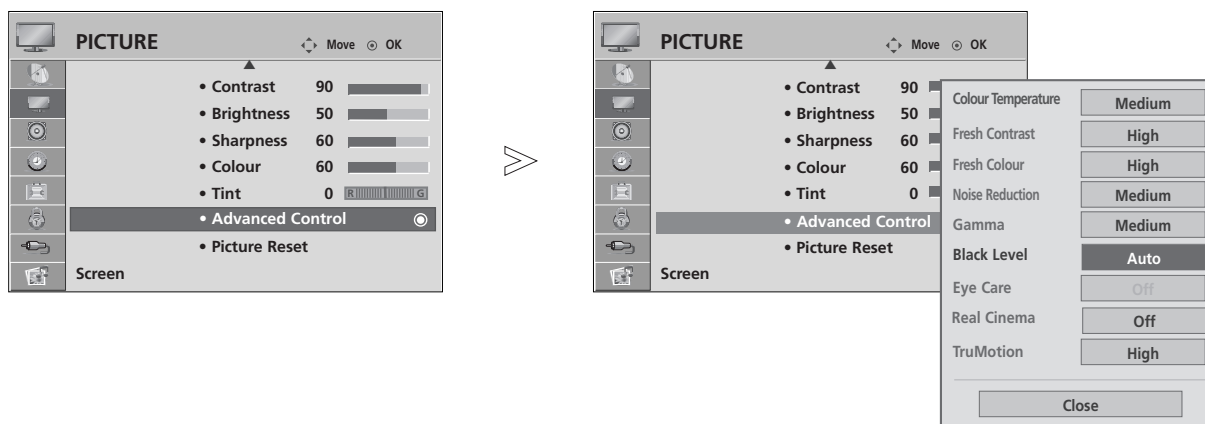 PICTURE
Move OK
• Contrast 90
• Brightness 50
• Sharpness 60
• Colour 60
• Tint 0 R G
• Advanced Control
• Picture Reset
Screen
PICTURE
Move OK
• Contrast 90
• Brightness 50
• Sharpness 60
• Colour 60
• Tint 0
• Advanced Control
• Picture Reset
Screen
Colour Temperature Medium
Fresh Contrast High
Fresh Colour High
Noise Reduction Medium
Gamma Medium
Black Level Auto
Eye Care Off
Real Cinema Off
TruMotion High
Close